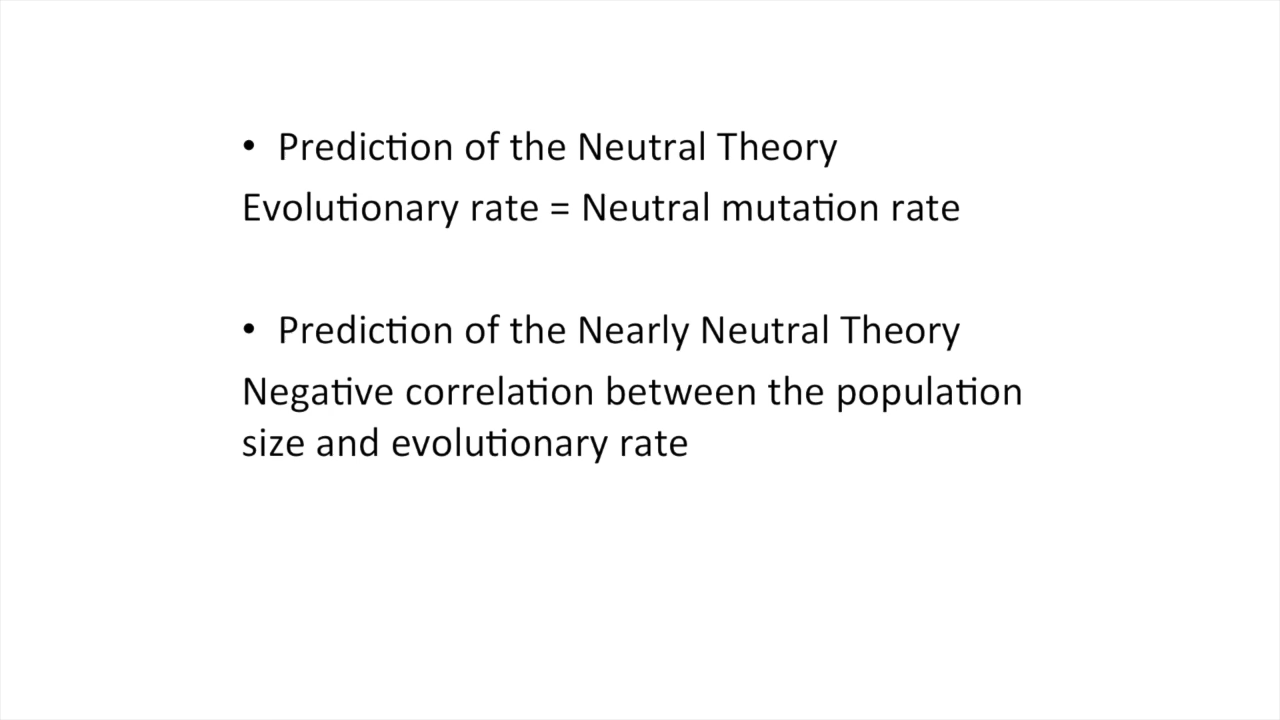 • Prediction of the Neutral Theory
Evolutionary rate = Neutral mutation rate
• Prediction of the Nearly Neutral Theory
Negative correlation between the population
size and evolutionary rate